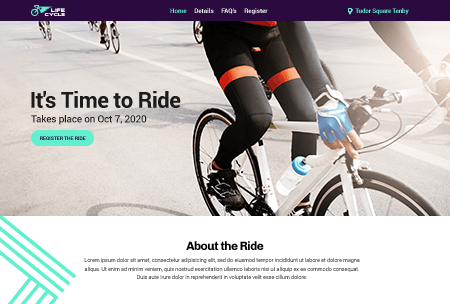 LIFE
CYCLE
Home Details FAQ's Register
Tudor Square Tenby
It's Time to Ride
Takes place on Oct 7, 2020
REGISTER THE RIDE
About the Ride
Lorem ipsum dolor sit amet, consectetur adipiscing elit, sed do eiusmod tempor incididunt ut labore et dolore magna
aliqua. Ut enim ad minim veniam, quis nostrud exercitation ullamco laboris nisi ut aliquip ex ea commodo consequat.
Duis aute irure dolor in reprehenderit in voluptate velit esse cillum dolore.